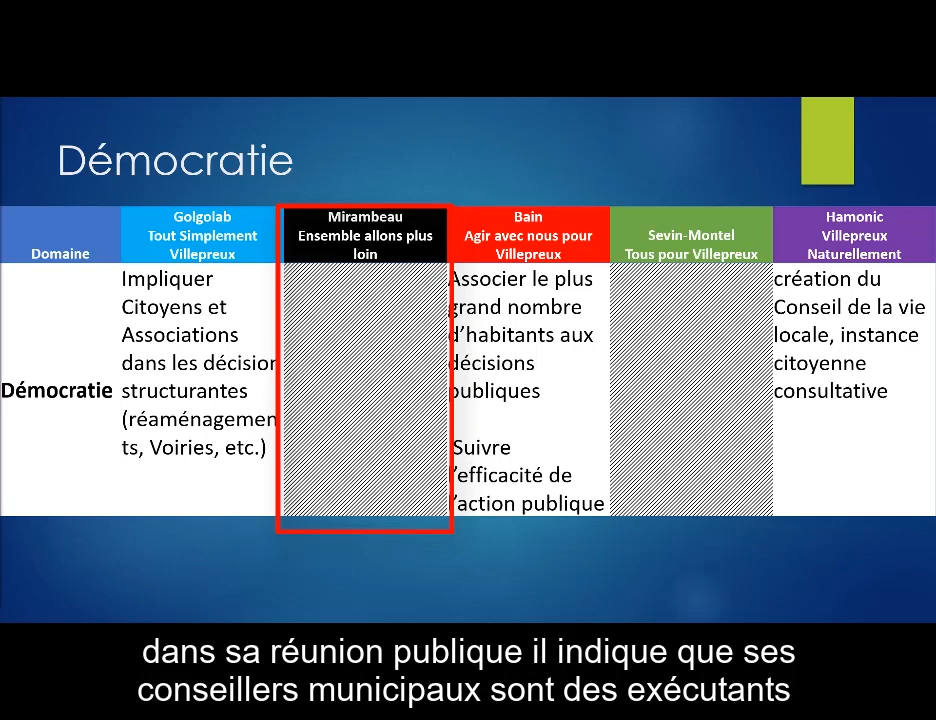 Démocratie
Domaine
Golgolab
Tout Simplement
Villepreux
Mirambeau
Ensemble allons plus
loin
Bain
Agir avec nous pour
Villepreux
Sevin-Montel
Tous pour Villepreux
Hamonic
Villepreux
Naturellement
Démocratie
Impliquer
Citoyens et
Associations
dans les décision
structurantes
(réaménagemen
ts, Voiries, etc.)
Associer le plus
grand nombre
d’habitants aux
décisions
publiques
Suivre
l’efficacité de
l’action publique
création du
Conseil de la vie
locale, instance
citoyenne
consultative
dans sa réunion publique il indique que ses
conseillers municipaux sont des exécutants